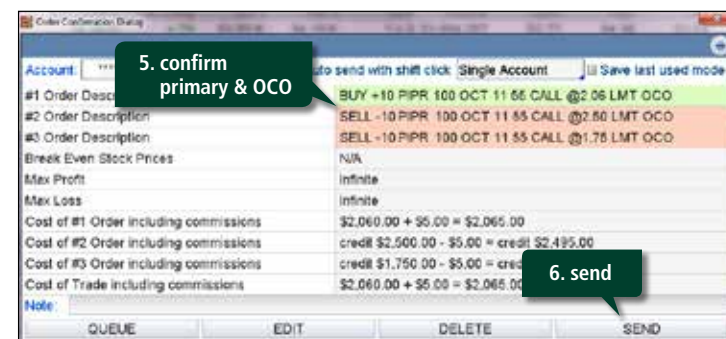 Order Confirmation Dialog
Account: **** Auto send with shift click: Single Account Save last used mode
5. confirm
primary & OCO
#1 Order Descr BUY +10 PIPR 100 OCT 11 55 CALL @2.06 LMT OCO
#2 Order Description SELL -10 PIPR 100 OCT 11 55 CALL @2.50 LMT OCO
#3 Order Description SELL -10 PIPR 100 OCT 11 55 CALL @1.75 LMT OCO
Break Even Stock Prices N/A
Max Profit Infinite
Max Loss Infinite
Cost of #1 Order including commissions $2,060.00 + $5.00 = $2,065.00
Cost of #2 Order including commissions credit $2,500.00 - $5.00 = credit $2,495.00
Cost of #3 Order including commissions credit $1,750.00 - $5.00 = cred
Cost of Trade including commissions $2,060.00 + $5.00 = $2,065.00
6. send
Note:
QUEUE EDIT DELETE SEND